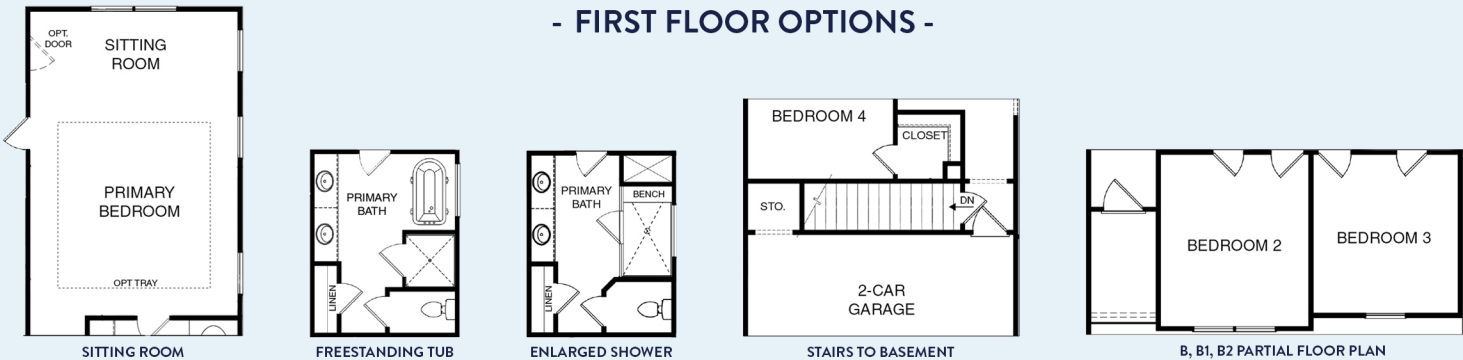 - FIRST FLOOR OPTIONS -
OPT.
DOOR
SITTING
ROOM
PRIMARY
BEDROOM
OPT TRAY
SITTING ROOM
PRIMARY
BATH
LINEN
FREESTANDING TUB
PRIMARY
BATH
BENCH
LINEN
ENLARGED SHOWER
BEDROOM 4
CLOSET
STO.
DN
2-CAR
GARAGE
STAIRS TO BASEMENT
BEDROOM 2
BEDROOM 3
B, B1, B2 PARTIAL FLOOR PLAN